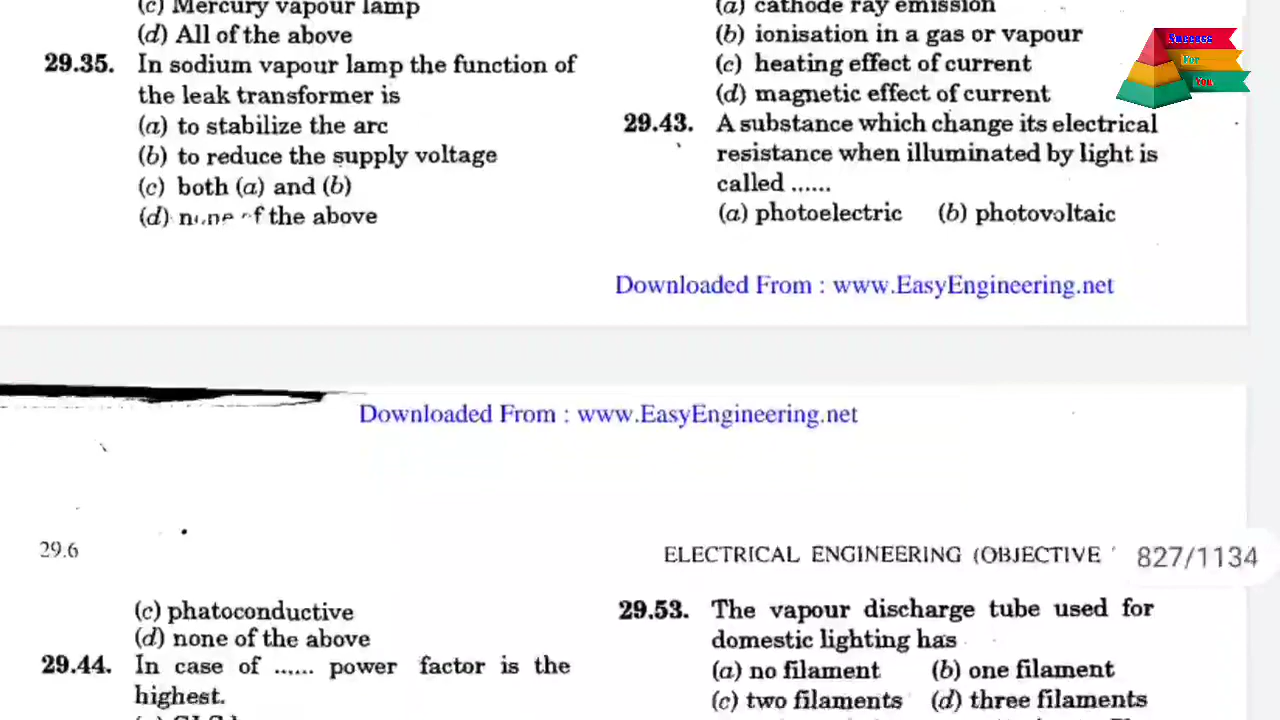 (c) Mercury vapour lamp
(d) All of the above
29.35. In sodium vapour lamp the function of
the leak transformer is
(a) to stabilize the arc
(b) to reduce the supply voltage
(c) both (a) and (b)
(d) none of the above
(a) cathode ray emission
(b) ionisation in a gas or vapour
(c) heating effect of current
(d) magnetic effect of current
29.43. A substance which change its electrical
resistance when illuminated by light is
called ......
(a) photoelectric (b) photovoltaic
Success
For
You
Downloaded From : www.EasyEngineering.net
Downloaded From : www.EasyEngineering.net
29.6
ELECTRICAL ENGINEERING (OBJECTIVE
827/1134
(c) phatoconductive
(d) none of the above
29.44. In case of ...... power factor is the
highest.
29.53. The vapour discharge tube used for
domestic lighting has
(a) no filament (b) one filament
(c) two filaments (d) three filaments